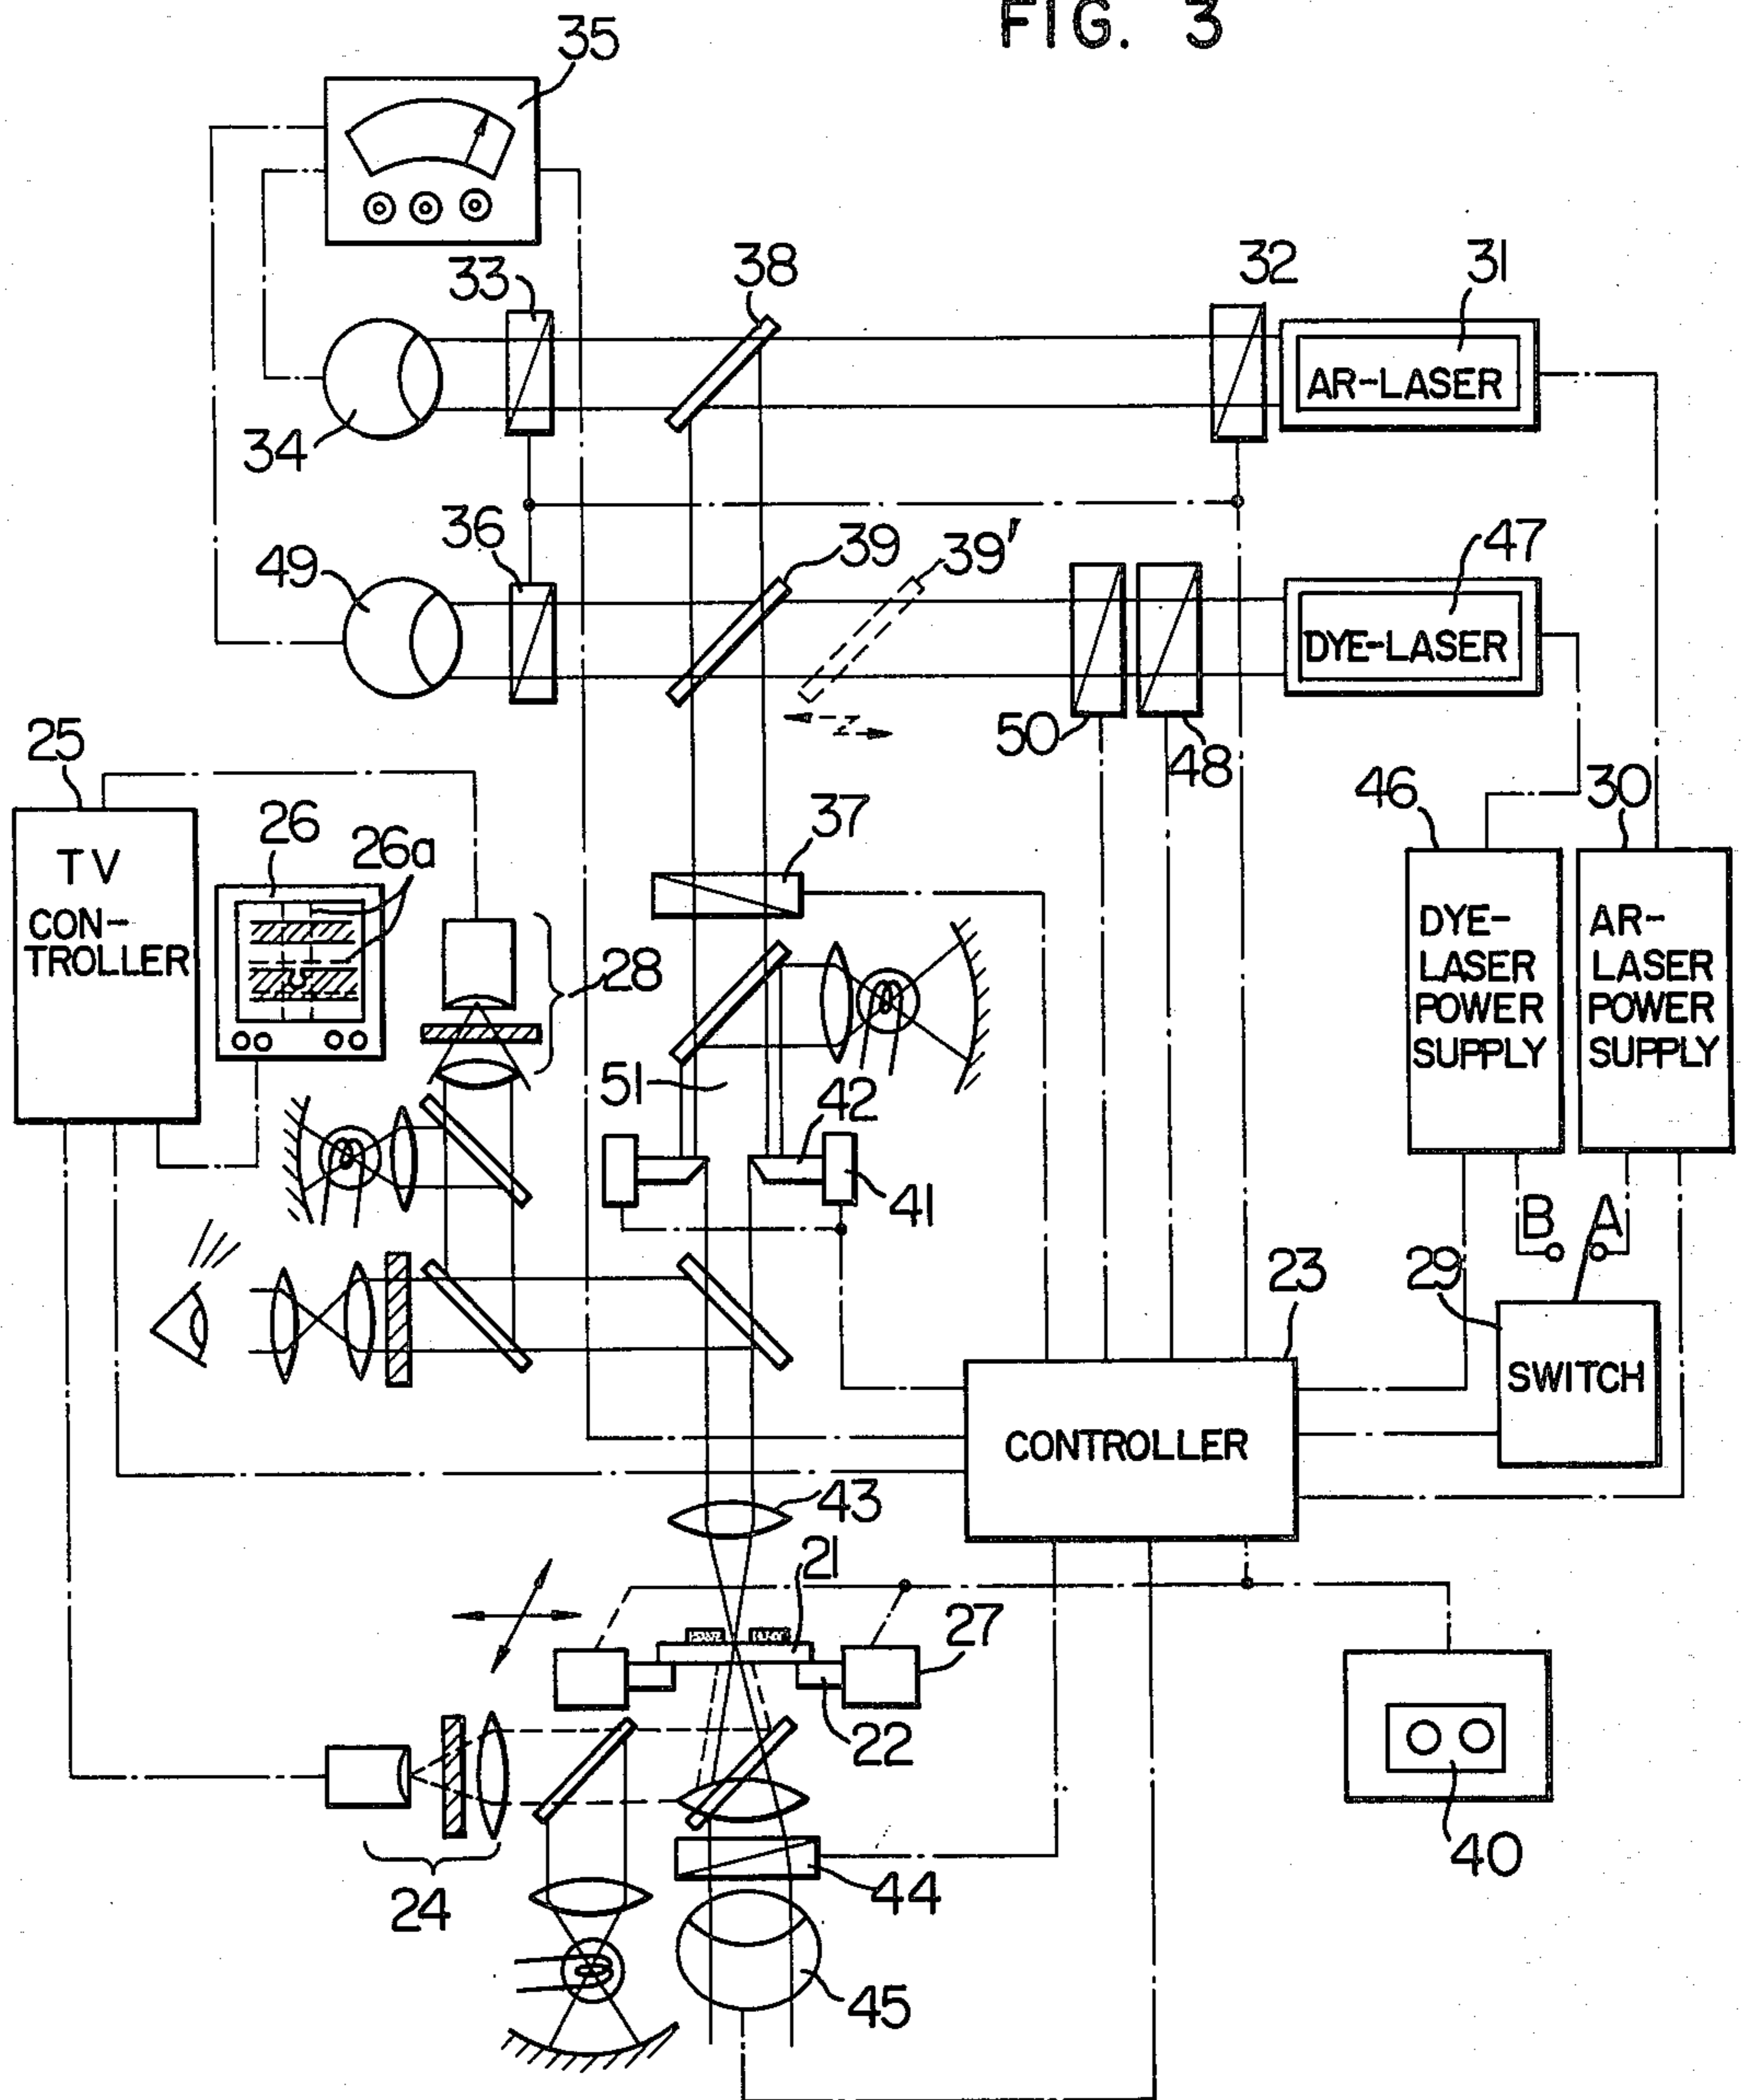 FIG. 3
35
33
38
32
31
AR-LASER
34
36
39
39'
47
49
DYE-LASER
50
48
25
26
26a
37
46
30
TV
CON-
TROLLER
28
DYE-
LASER
POWER
SUPPLY
AR-
LASER
POWER
SUPPLY
51
42
41
B
A
29
23
SWITCH
CONTROLLER
43
21
27
22
24
44
40
45